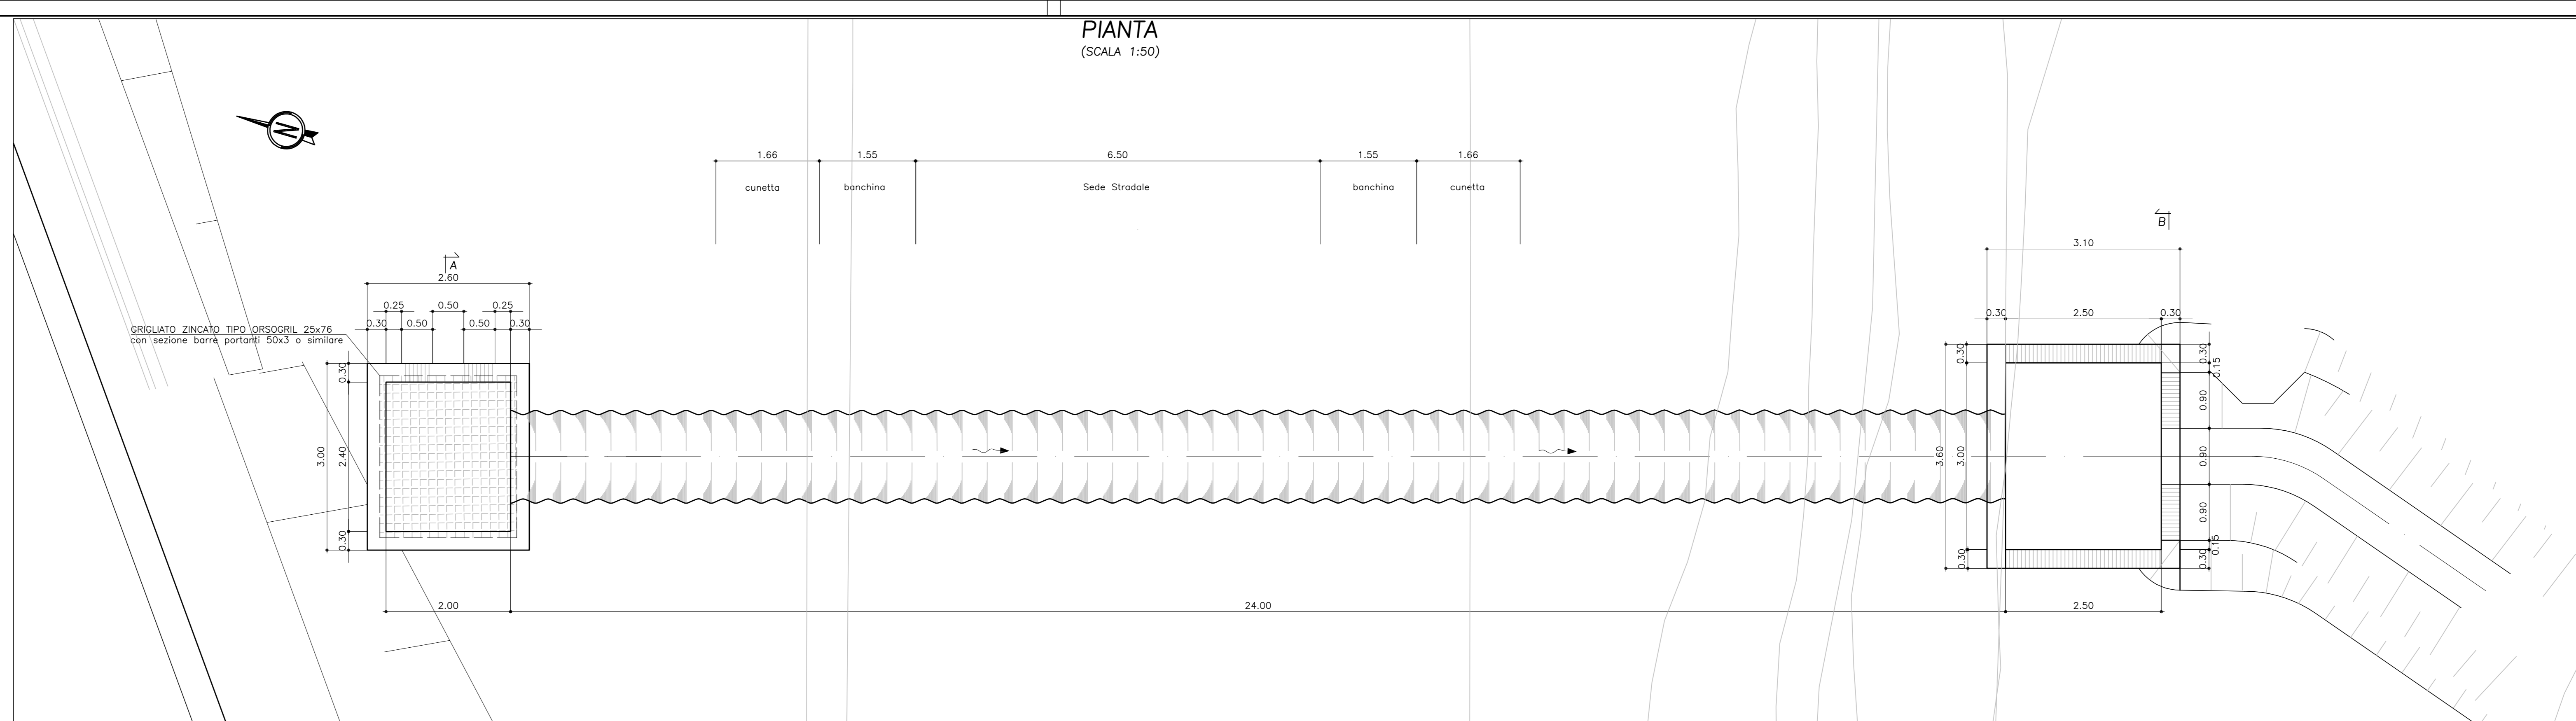 PIANTA
(SCALA 1:50)
N
1.66 1.55 6.50 1.55 1.66
cunetta banchina Sede Stradale banchina cunetta
A
2.60
0.25 0.50 0.25
0.30 0.50 0.50 0.30
GRIGLIATO ZINCATO TIPO ORSOGRIL 25x76
con sezione barre portanti 50x3 o similare
0.30
3.00
2.40
0.30
2.00 24.00 2.50
B
3.10
0.30 2.50 0.30
0.30
3.60
3.00
0.30
0.30
0.15
0.90
0.90
0.90
0.15
0.30